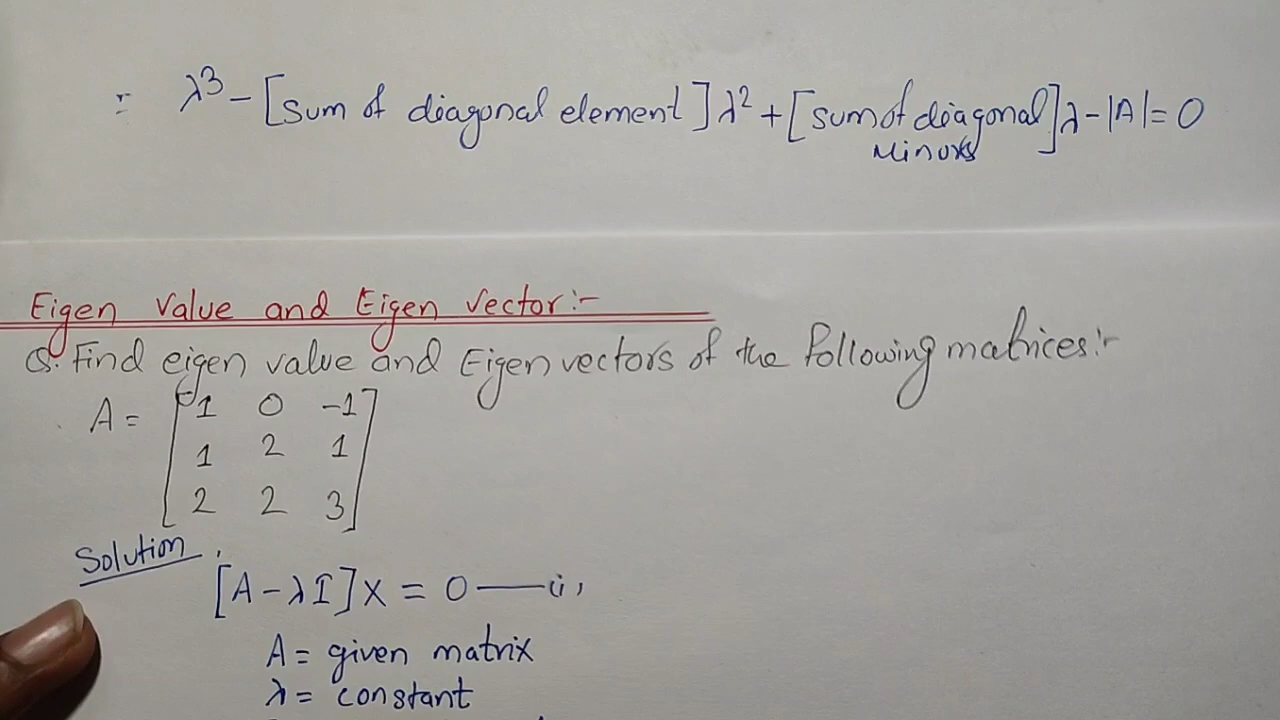 = λ³ - [Sum of diagonal element] λ² + [sum of diagonal Minors] λ - |A| = 0
Eigen Value and Eigen Vector:-
Q. Find eigen value and Eigen vectors of the following matrices:-
A = [1 0 -1
1 2 1
2 2 3]
Solution,
[A - λI] X = 0 — (i),
A = given matrix
λ = constant